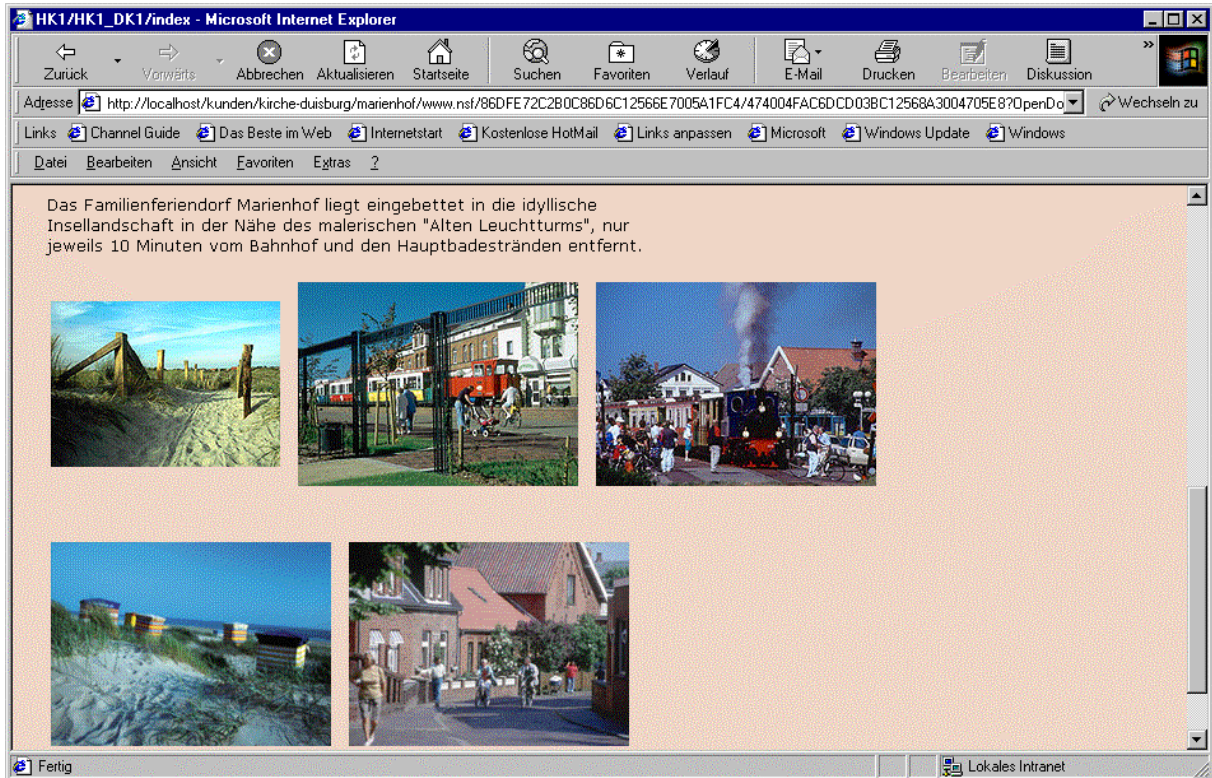 HK1/HK1_DK1/index - Microsoft Internet Explorer
Zurück Vorwärts Abbrechen Aktualisieren Startseite Suchen Favoriten Verlauf E-Mail Drucken Bearbeiten Diskussion »
Adresse http://localhost/kunden/kirche-duisburg/marienhof/www.nsf/86DFE72C2B0C86D6C12566E7005A1FC4/474004FAC6DCD03BC12568A3004705E8?OpenDo Wechseln zu
Links Channel Guide Das Beste im Web Internetstart Kostenlose HotMail Links anpassen Microsoft Windows Update Windows
Datei Bearbeiten Ansicht Favoriten Extras ?
Das Familienferiendorf Marienhof liegt eingebettet in die idyllische
Insellandschaft in der Nähe des malerischen "Alten Leuchtturms", nur
jeweils 10 Minuten vom Bahnhof und den Hauptbadestränden entfernt.
Fertig Lokales Intranet